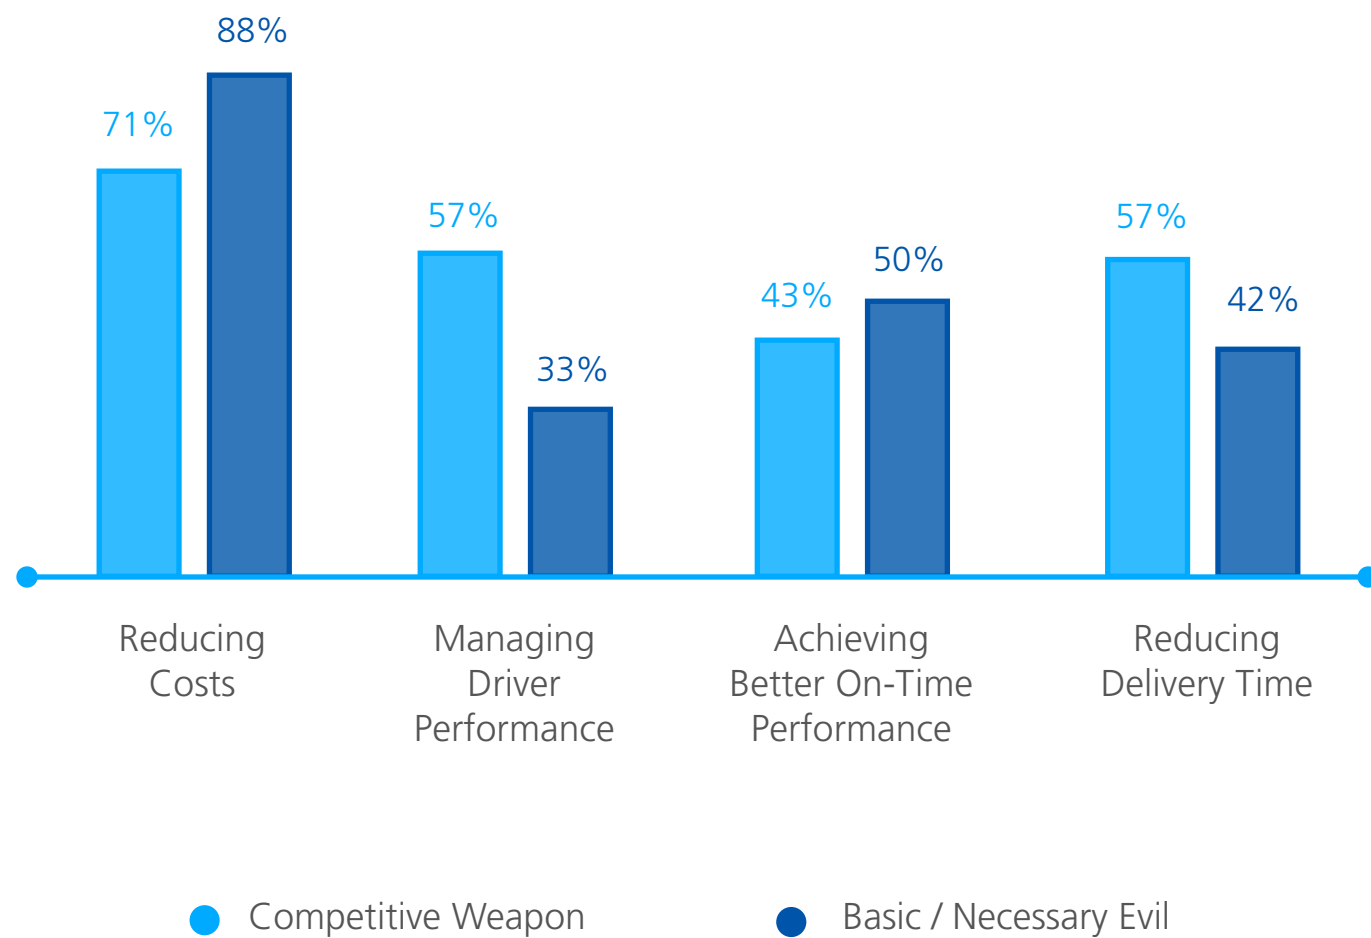 88%
71%
57%
33%
43%
50%
57%
42%
Reducing
Costs
Managing
Driver
Performance
Achieving
Better On-Time
Performance
Reducing
Delivery Time
Competitive Weapon
Basic / Necessary Evil